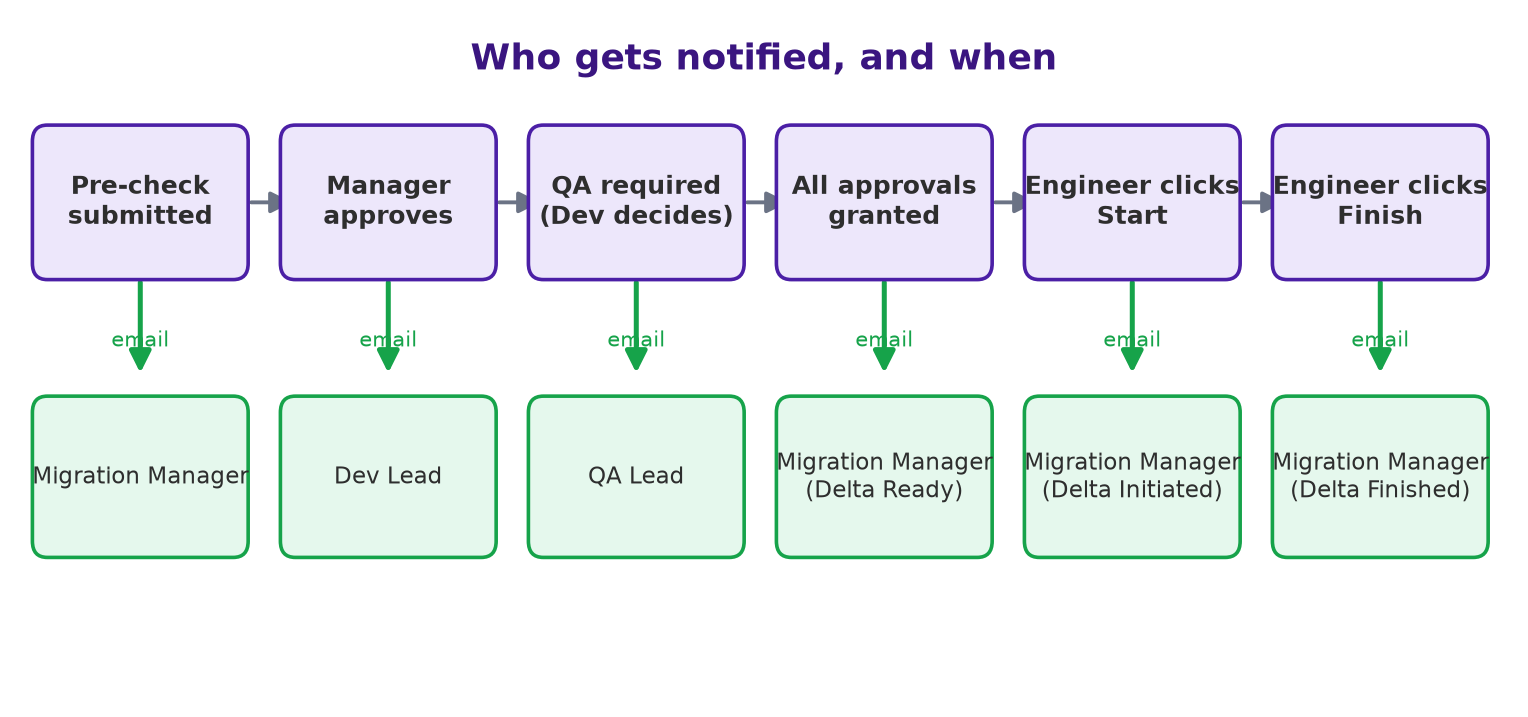 Who gets notified, and when
Pre-check
submitted
Manager
approves
QA required
(Dev decides)
All approvals
granted
Engineer clicks
Start
Engineer clicks
Finish
email
email
email
email
email
email
Migration Manager
Dev Lead
QA Lead
Migration Manager
(Delta Ready)
Migration Manager
(Delta Initiated)
Migration Manager
(Delta Finished)